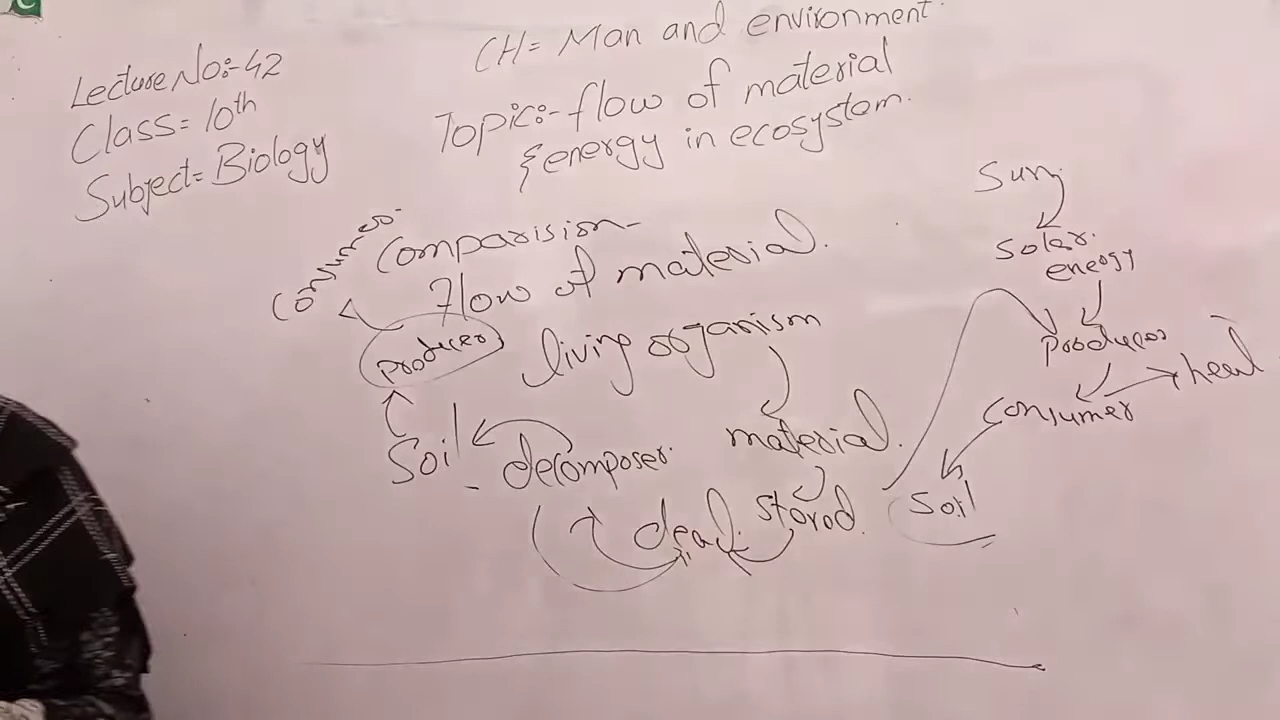 Lecture No:- 42
Class = 10th
Subject = Biology
CH = Man and environment
Topic:- flow of material
& energy in ecosystem.
Comparision -
Flow of material.
living organism
material.
stored.
dead.
decomposer.
Soil
producer
Consumer
Sun
Solar
energy
Producer
Consumer
heat
Soil